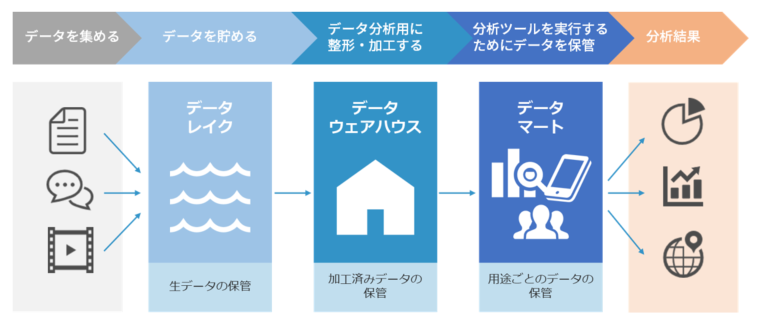 データを集める
データを貯める
データ分析用に
整形・加工する
分析ツールを実行する
ためにデータを保管
分析結果
データ
レイク
生データの保管
データ
ウェアハウス
加工済みデータの
保管
データ
マート
用途ごとのデータの
保管